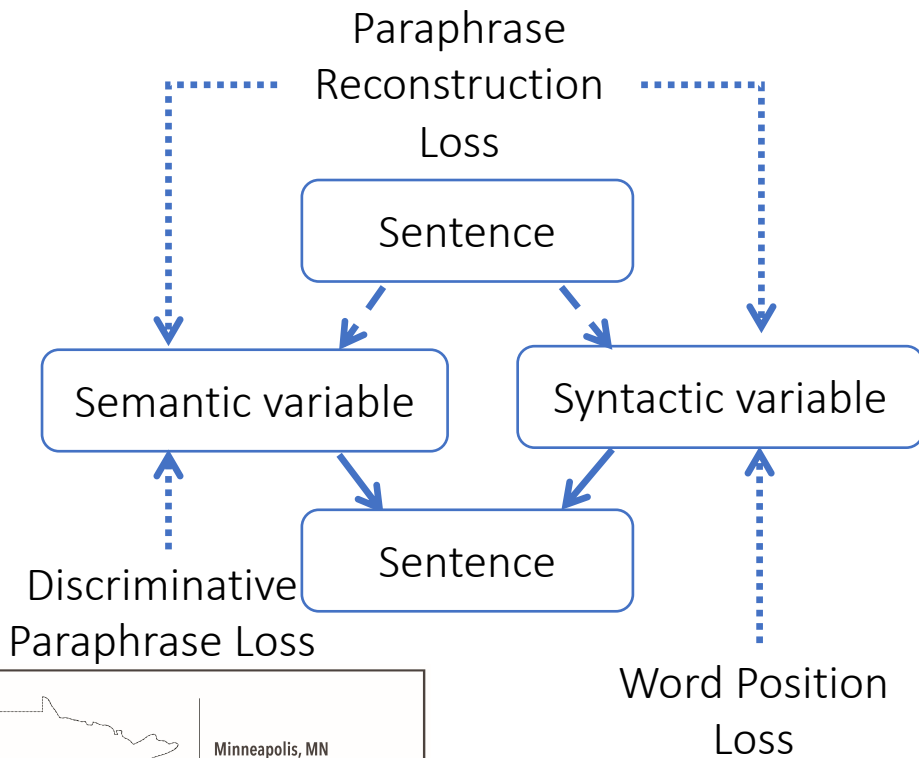 Paraphrase
Reconstruction
Loss
Sentence
Semantic variable
Syntactic variable
Sentence
Discriminative
Paraphrase Loss
Word Position
Loss
Minneapolis, MN